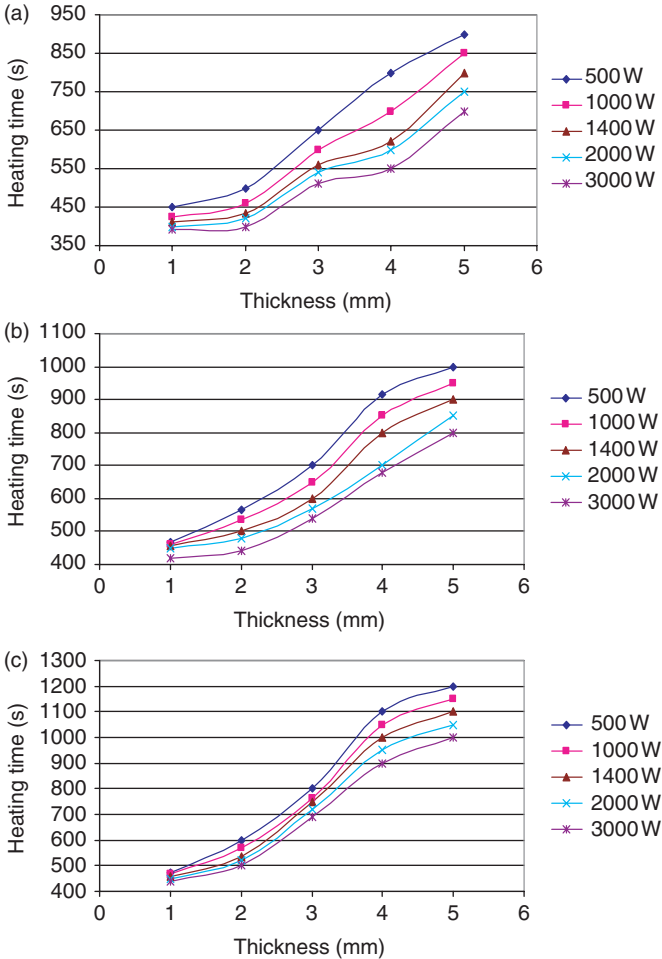 (a)
950
850
750
650
550
450
350
Heating time (s)
0 1 2 3 4 5 6
Thickness (mm)
500 W
1000 W
1400 W
2000 W
3000 W
(b)
1100
1000
900
800
700
600
500
400
Heating time (s)
0 1 2 3 4 5 6
Thickness (mm)
500 W
1000 W
1400 W
2000 W
3000 W
(c)
1300
1200
1100
1000
900
800
700
600
500
400
Heating time (s)
0 1 2 3 4 5 6
Thickness (mm)
500 W
1000 W
1400 W
2000 W
3000 W